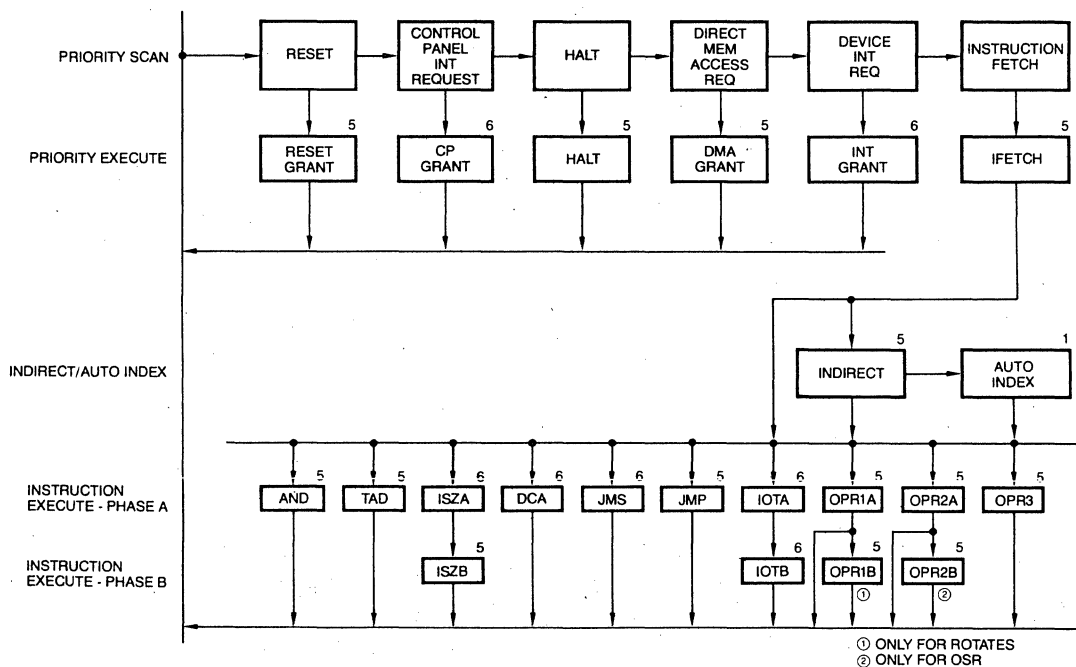 PRIORITY SCAN
RESET
CONTROL
PANEL
INT
REQUEST
HALT
DIRECT
MEM
ACCESS
REQ
DEVICE
INT
REQ
INSTRUCTION
FETCH
PRIORITY EXECUTE
5
RESET
GRANT
6
CP
GRANT
5
HALT
5
DMA
GRANT
6
INT
GRANT
5
IFETCH
INDIRECT/AUTO INDEX
5
INDIRECT
1
AUTO
INDEX
INSTRUCTION
EXECUTE - PHASE A
5
AND
5
TAD
6
ISZA
6
DCA
6
JMS
5
JMP
6
IOTA
5
OPR1A
5
OPR2A
5
OPR3
INSTRUCTION
EXECUTE - PHASE B
5
ISZB
6
IOTB
5
OPR1B
①
5
OPR2B
②
① ONLY FOR ROTATES
② ONLY FOR OSR